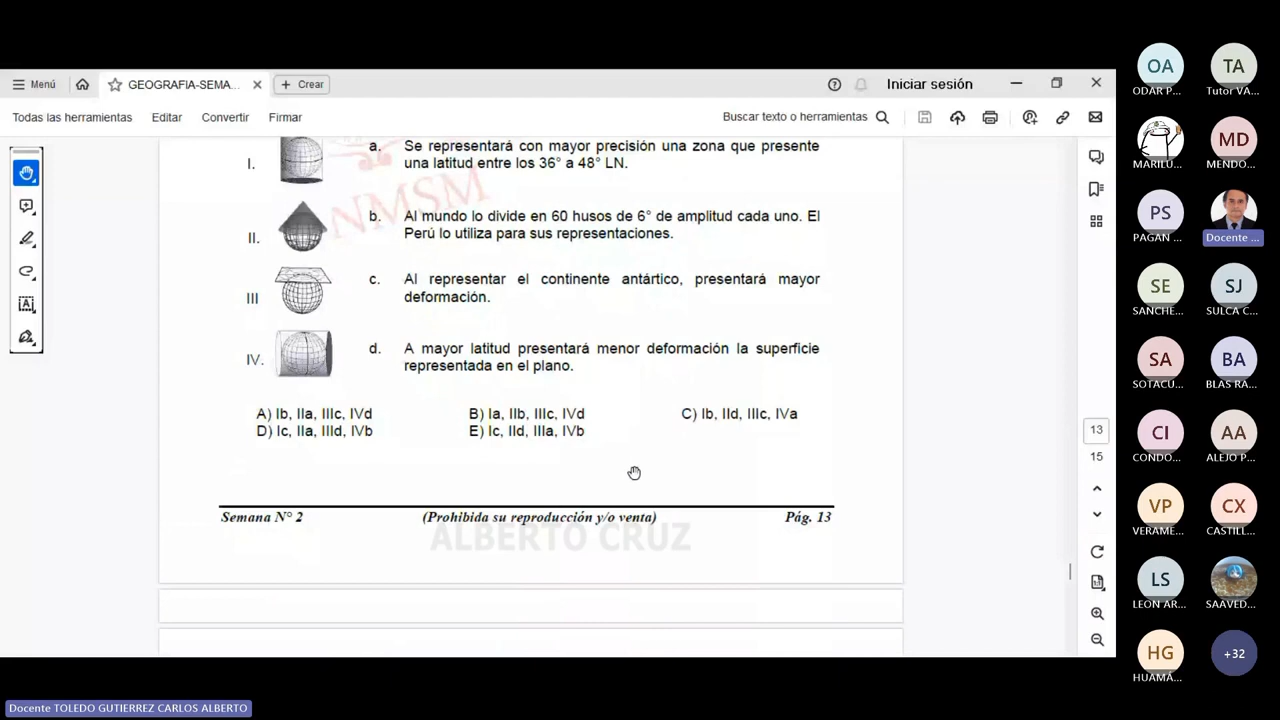 Menú
GEOGRAFIA-SEMA...
Crear
Iniciar sesión
Todas las herramientas
Editar
Convertir
Firmar
Buscar texto o herramientas
I.
a. Se representará con mayor precisión una zona que presente
una latitud entre los 36° a 48° LN.
NMSM
II.
b. Al mundo lo divide en 60 husos de 6° de amplitud cada uno. El
Perú lo utiliza para sus representaciones.
III
c. Al representar el continente antártico, presentará mayor
deformación.
IV.
d. A mayor latitud presentará menor deformación la superficie
representada en el plano.
A) Ib, IIa, IIIc, IVd
B) Ia, IIb, IIIc, IVd
C) Ib, IId, IIIc, IVa
D) Ic, IIa, IIId, IVb
E) Ic, IId, IIIa, IVb
Semana N° 2
(Prohibida su reproducción y/o venta)
Pág. 13
ALBERTO CRUZ
13
15
OA
ODAR P...
TA
Tutor VA...
MARILU...
MD
MENDO...
PS
PAGAN ...
Docente ...
SE
SANCHE...
SJ
SULCA C...
SA
SOTACU...
BA
BLAS RA...
CI
CONDO...
AA
ALEJO P...
VP
VERAME...
CX
CASTILL...
LS
LEON AR...
SAAVED...
HG
HUAMÁ...
+32
Docente TOLEDO GUTIERREZ CARLOS ALBERTO